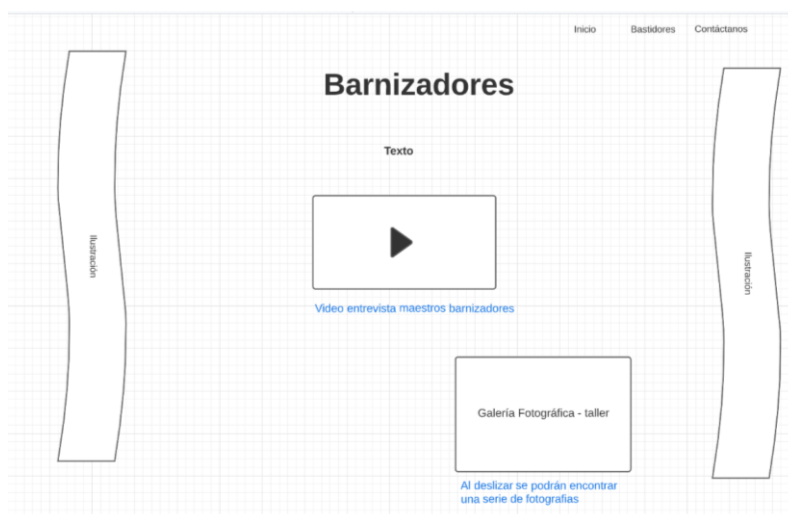 Inicio Bastidores Contáctanos
Barnizadores
Texto
Ilustración
Ilustración
Video entrevista maestros barnizadores
Galería Fotográfica - taller
Al deslizar se podrán encontrar
una serie de fotografias